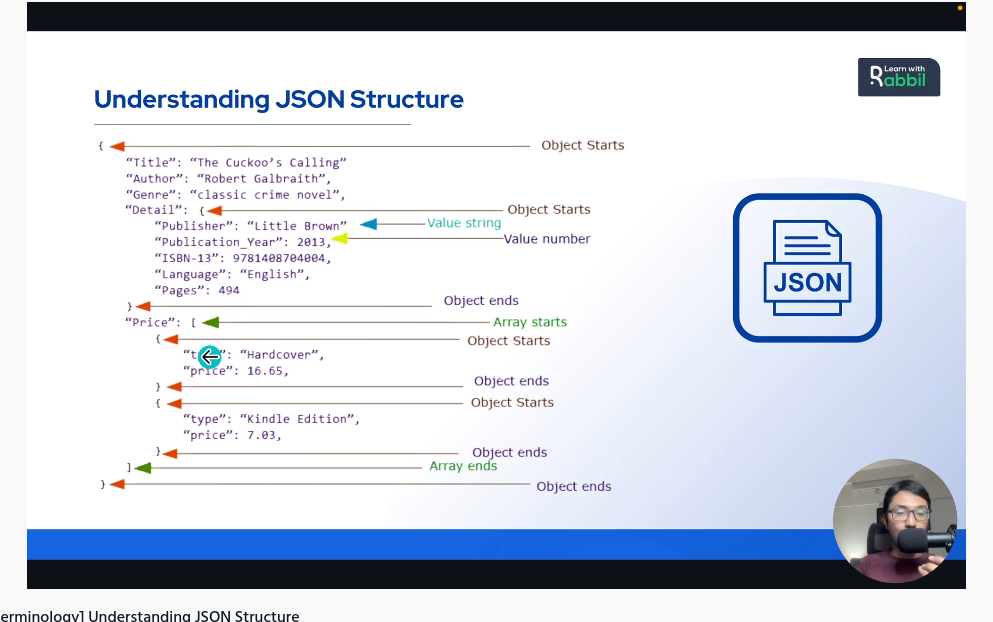 Learn with
Rabbil
Understanding JSON Structure
{ Object Starts
“Title”: “The Cuckoo’s Calling”
“Author”: “Robert Galbraith”,
“Genre”: “classic crime novel”,
“Detail”: { Object Starts
“Publisher”: “Little Brown” Value string
“Publication_Year”: 2013, Value number
“ISBN-13”: 9781408704004,
“Language”: “English”,
“Pages”: 494
} Object ends
“Price”: [ Array starts
{ Object Starts
”: “Hardcover”,
“price”: 16.65,
} Object ends
{ Object Starts
“type”: “Kindle Edition”,
“price”: 7.03,
} Object ends
] Array ends
} Object ends
JSON
erminology] Understanding JSON Structure